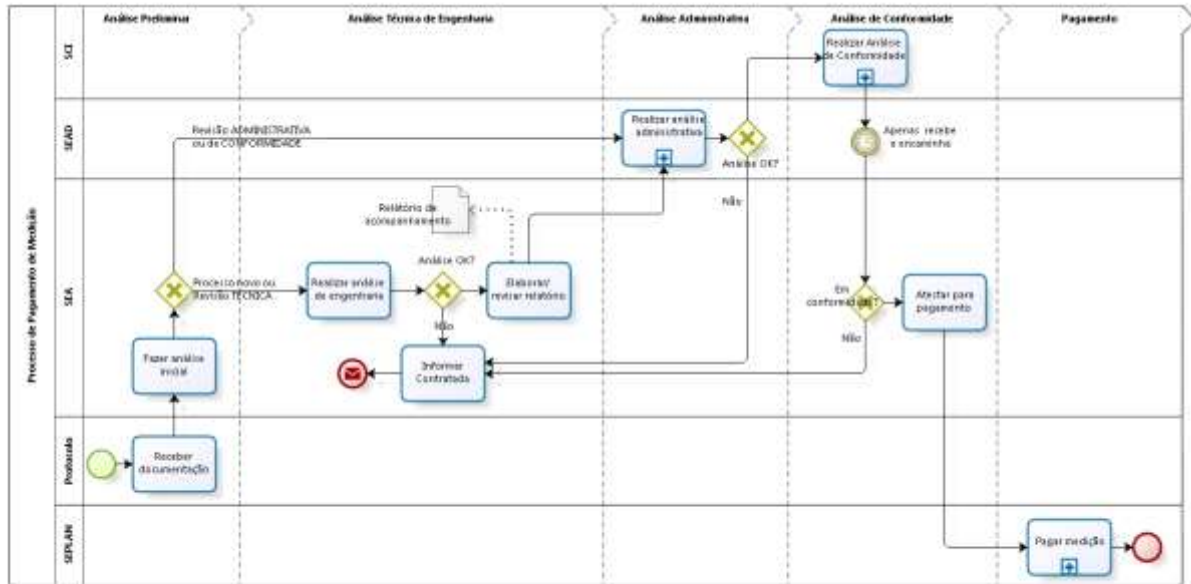 Processo de Pagamento de Medição
Análise Preliminar
Análise Técnica de Engenharia
Análise Administrativa
Análise de Conformidade
Pagamento
SCI
Realizar Análise
de Conformidade
SEAD
Revisão ADMINISTRATIVA
ou de CONFORMIDADE
Realizar análise
administrativa
Análise OK?
Apenas recebe
e encaminha
Não
SEA
Relatório de
acompanhamento
Processo novo ou
Revisão TÉCNICA
Realizar análise
de engenharia
Análise OK?
Elaborar/
revisar relatório
Não
Em
conformidade?
Não
Atestar para
pagamento
Fazer análise
inicial
Informar
Contratada
Protocolo
Receber
documentação
SEPLAN
Pagar medição